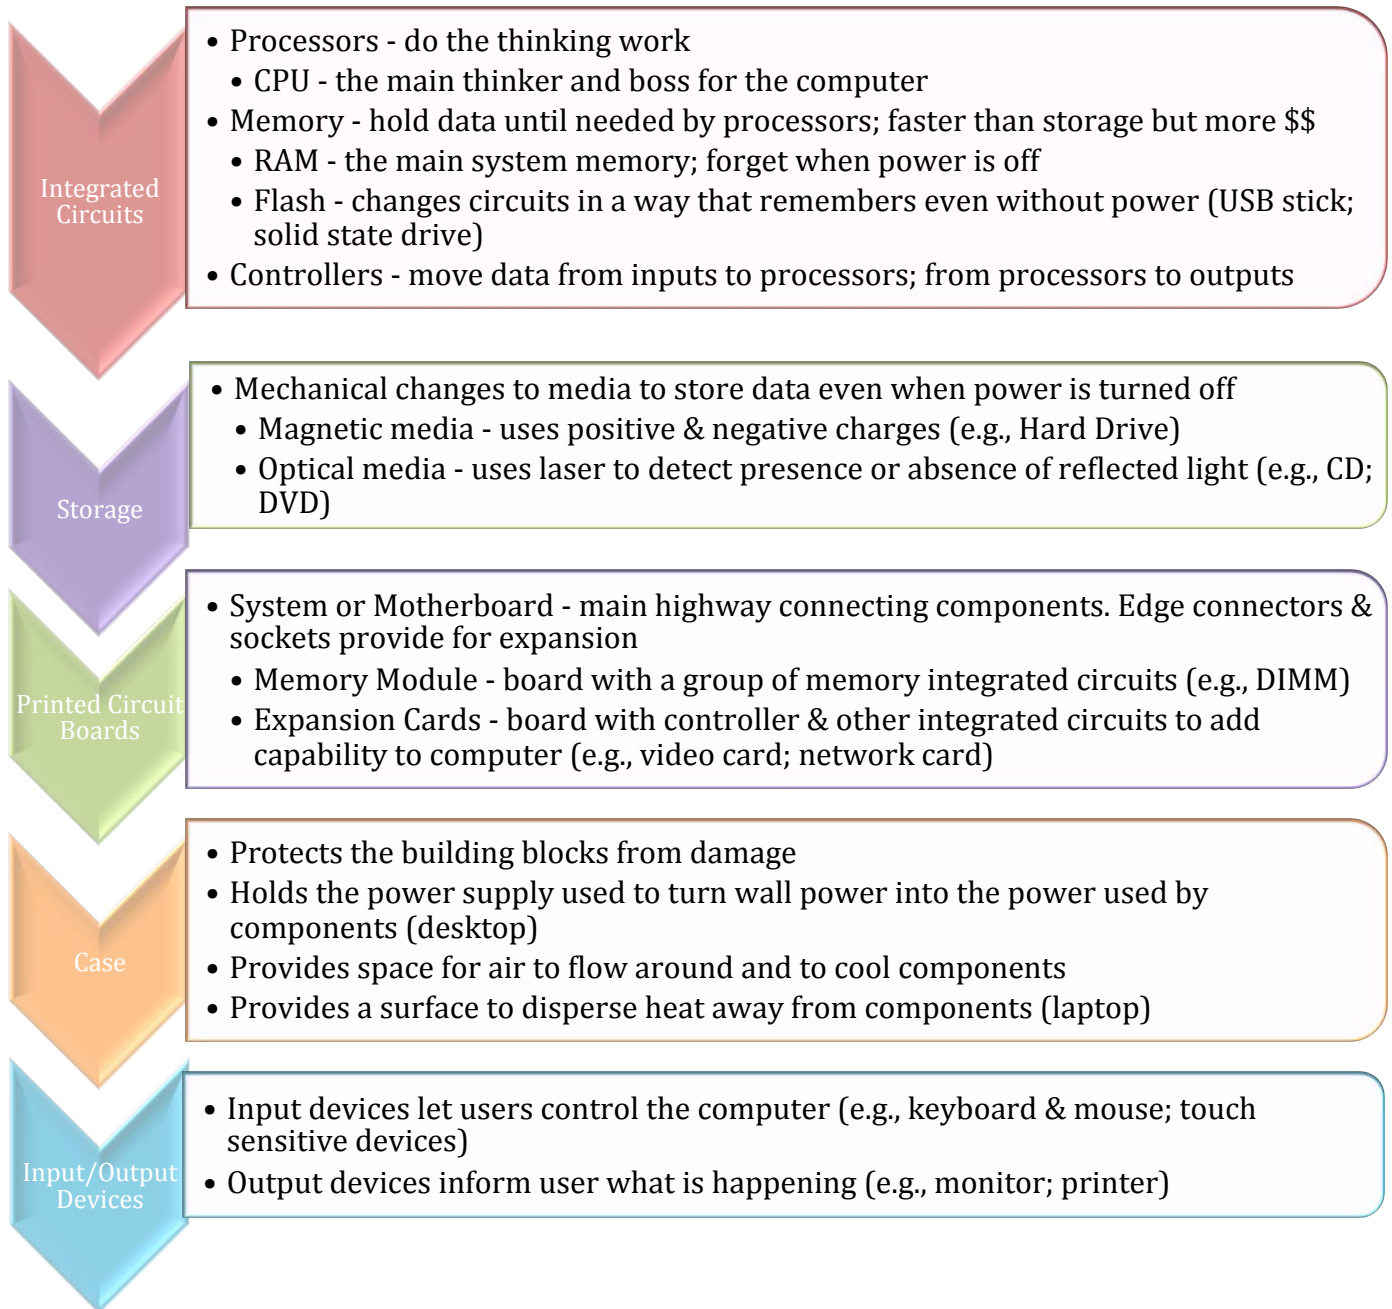 Integrated
Circuits
• Processors - do the thinking work
• CPU - the main thinker and boss for the computer
• Memory - hold data until needed by processors; faster than storage but more $$
• RAM - the main system memory; forget when power is off
• Flash - changes circuits in a way that remembers even without power (USB stick;
solid state drive)
• Controllers - move data from inputs to processors; from processors to outputs
Storage
• Mechanical changes to media to store data even when power is turned off
• Magnetic media - uses positive & negative charges (e.g., Hard Drive)
• Optical media - uses laser to detect presence or absence of reflected light (e.g., CD;
DVD)
Printed Circuit
Boards
• System or Motherboard - main highway connecting components. Edge connectors &
sockets provide for expansion
• Memory Module - board with a group of memory integrated circuits (e.g., DIMM)
• Expansion Cards - board with controller & other integrated circuits to add
capability to computer (e.g., video card; network card)
Case
• Protects the building blocks from damage
• Holds the power supply used to turn wall power into the power used by
components (desktop)
• Provides space for air to flow around and to cool components
• Provides a surface to disperse heat away from components (laptop)
Input/Output
Devices
• Input devices let users control the computer (e.g., keyboard & mouse; touch
sensitive devices)
• Output devices inform user what is happening (e.g., monitor; printer)